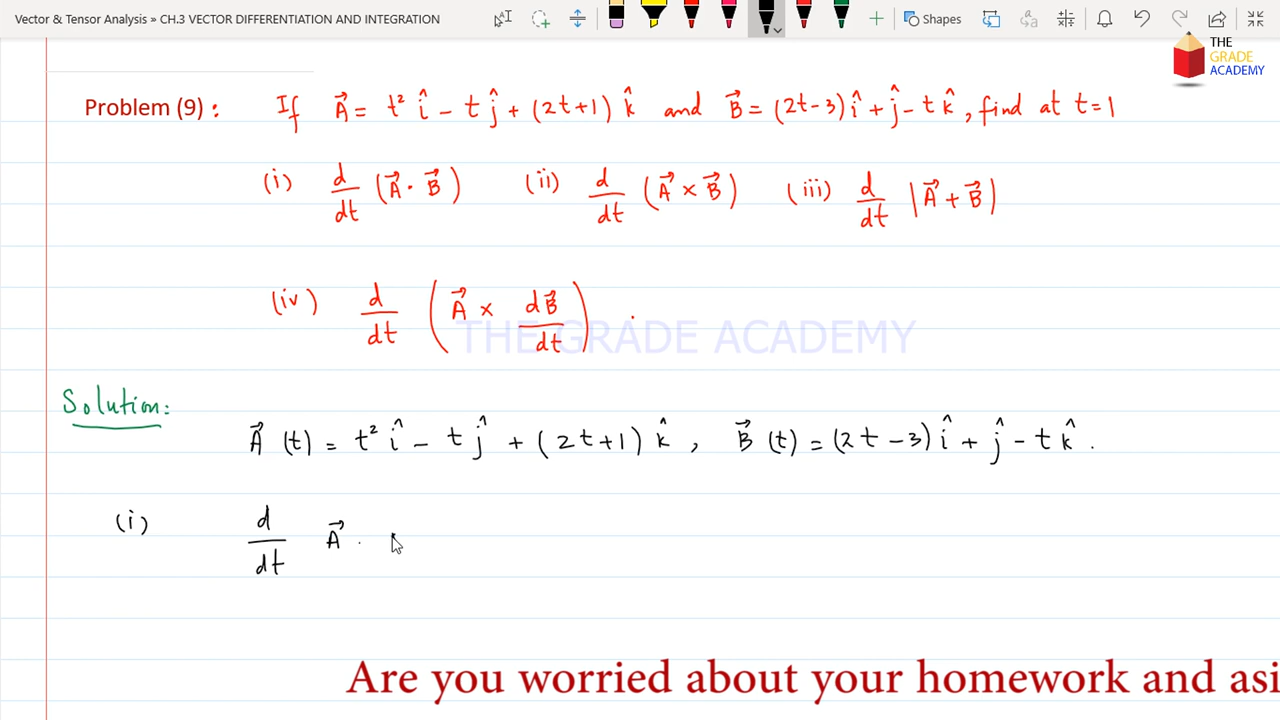 Vector & Tensor Analysis » CH.3 VECTOR DIFFERENTIATION AND INTEGRATION
Shapes
THE
GRADE
ACADEMY
Problem (9) : If A⃗ = t² î − t ĵ + (2t+1) k̂ and B⃗ = (2t−3) î + ĵ − t k̂, find at t=1
(i) d/dt (A⃗ · B⃗) (ii) d/dt (A⃗ × B⃗) (iii) d/dt |A⃗ + B⃗|
(iv) d/dt (A⃗ × dB⃗/dt) .
THE GRADE ACADEMY
Solution:
A⃗ (t) = t² î − t ĵ + (2t+1) k̂ , B⃗ (t) = (2t−3) î + ĵ − t k̂ .
(i) d/dt A⃗ ·
Are you worried about your homework and asi